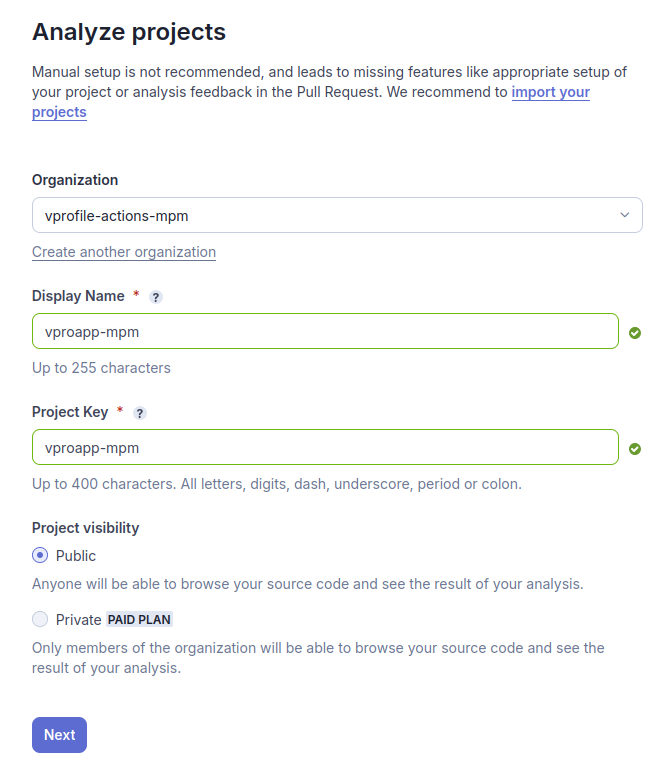 Analyze projects
Manual setup is not recommended, and leads to missing features like appropriate setup of
your project or analysis feedback in the Pull Request. We recommend to import your
projects
Organization
vprofile-actions-mpm
Create another organization
Display Name * ?
vproapp-mpm
Up to 255 characters
Project Key * ?
vproapp-mpm
Up to 400 characters. All letters, digits, dash, underscore, period or colon.
Project visibility
Public
Anyone will be able to browse your source code and see the result of your analysis.
Private PAID PLAN
Only members of the organization will be able to browse your source code and see the
result of your analysis.
Next